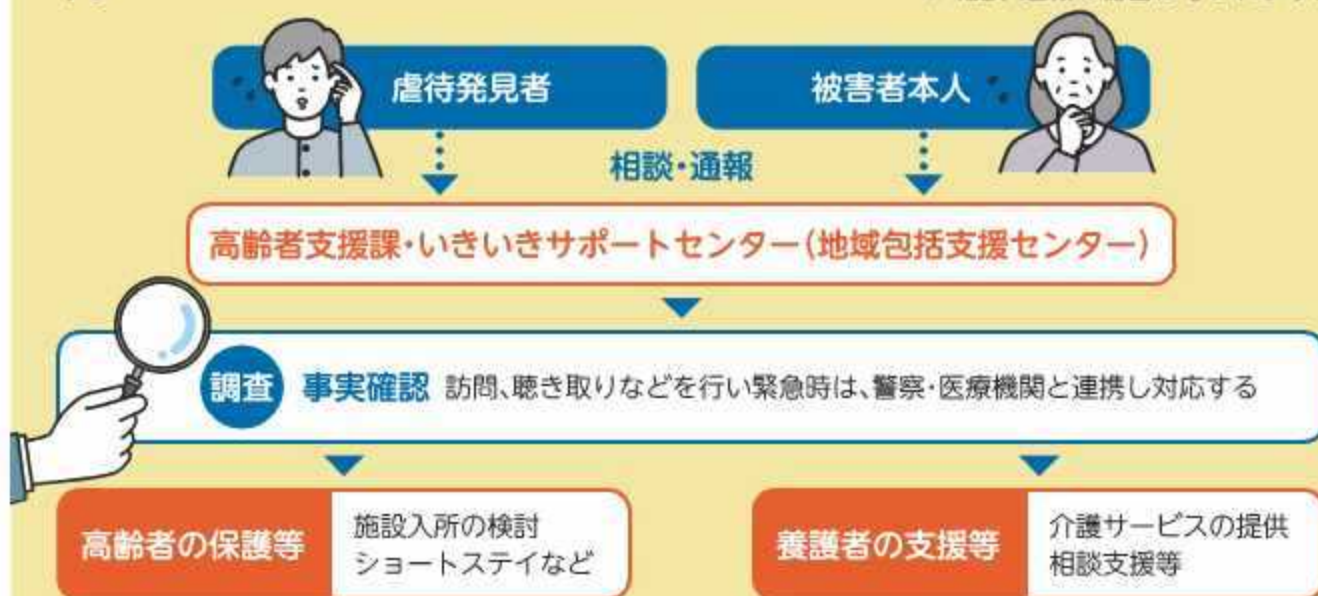 虐待発見者
被害者本人
相談・通報
高齢者支援課・いきいきサポートセンター(地域包括支援センター)
調査 事実確認 訪問、聴き取りなどを行い緊急時は、警察・医療機関と連携し対応する
高齢者の保護等
施設入所の検討
ショートステイなど
養護者の支援等
介護サービスの提供
相談支援等